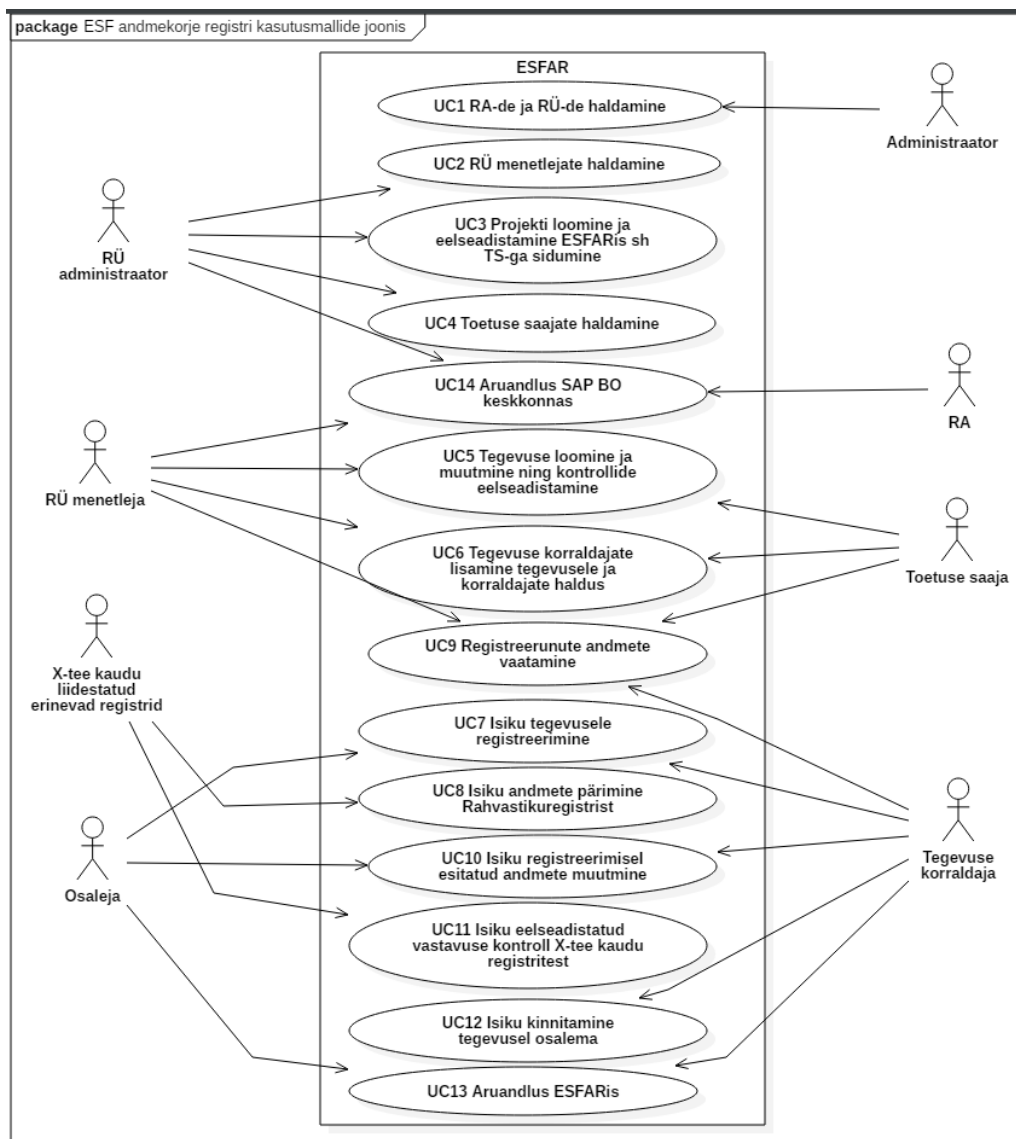 package ESF andmekorje registri kasutusmallide joonis
ESFAR
UC1 RA-de ja RÜ-de haldamine
Administraator
UC2 RÜ menetlejate haldamine
RÜ
administraator
UC3 Projekti loomine ja
eelseadistamine ESFARis sh
TS-ga sidumine
UC4 Toetuse saajate haldamine
UC14 Aruandlus SAP BO
keskkonnas
RA
RÜ menetleja
UC5 Tegevuse loomine ja
muutmine ning kontrollide
eelseadistamine
UC6 Tegevuse korraldajate
lisamine tegevusele ja
korraldajate haldus
Toetuse saaja
UC9 Registreerunute andmete
vaatamine
X-tee kaudu
liidestatud
erinevad registrid
UC7 Isiku tegevusele
registreerimine
UC8 Isiku andmete pärimine
Rahvastikuregistrist
UC10 Isiku registreerimisel
esitatud andmete muutmine
Osaleja
Tegevuse
korraldaja
UC11 Isiku eelseadistatud
vastavuse kontroll X-tee kaudu
registritest
UC12 Isiku kinnitamine
tegevusel osalema
UC13 Aruandlus ESFARis